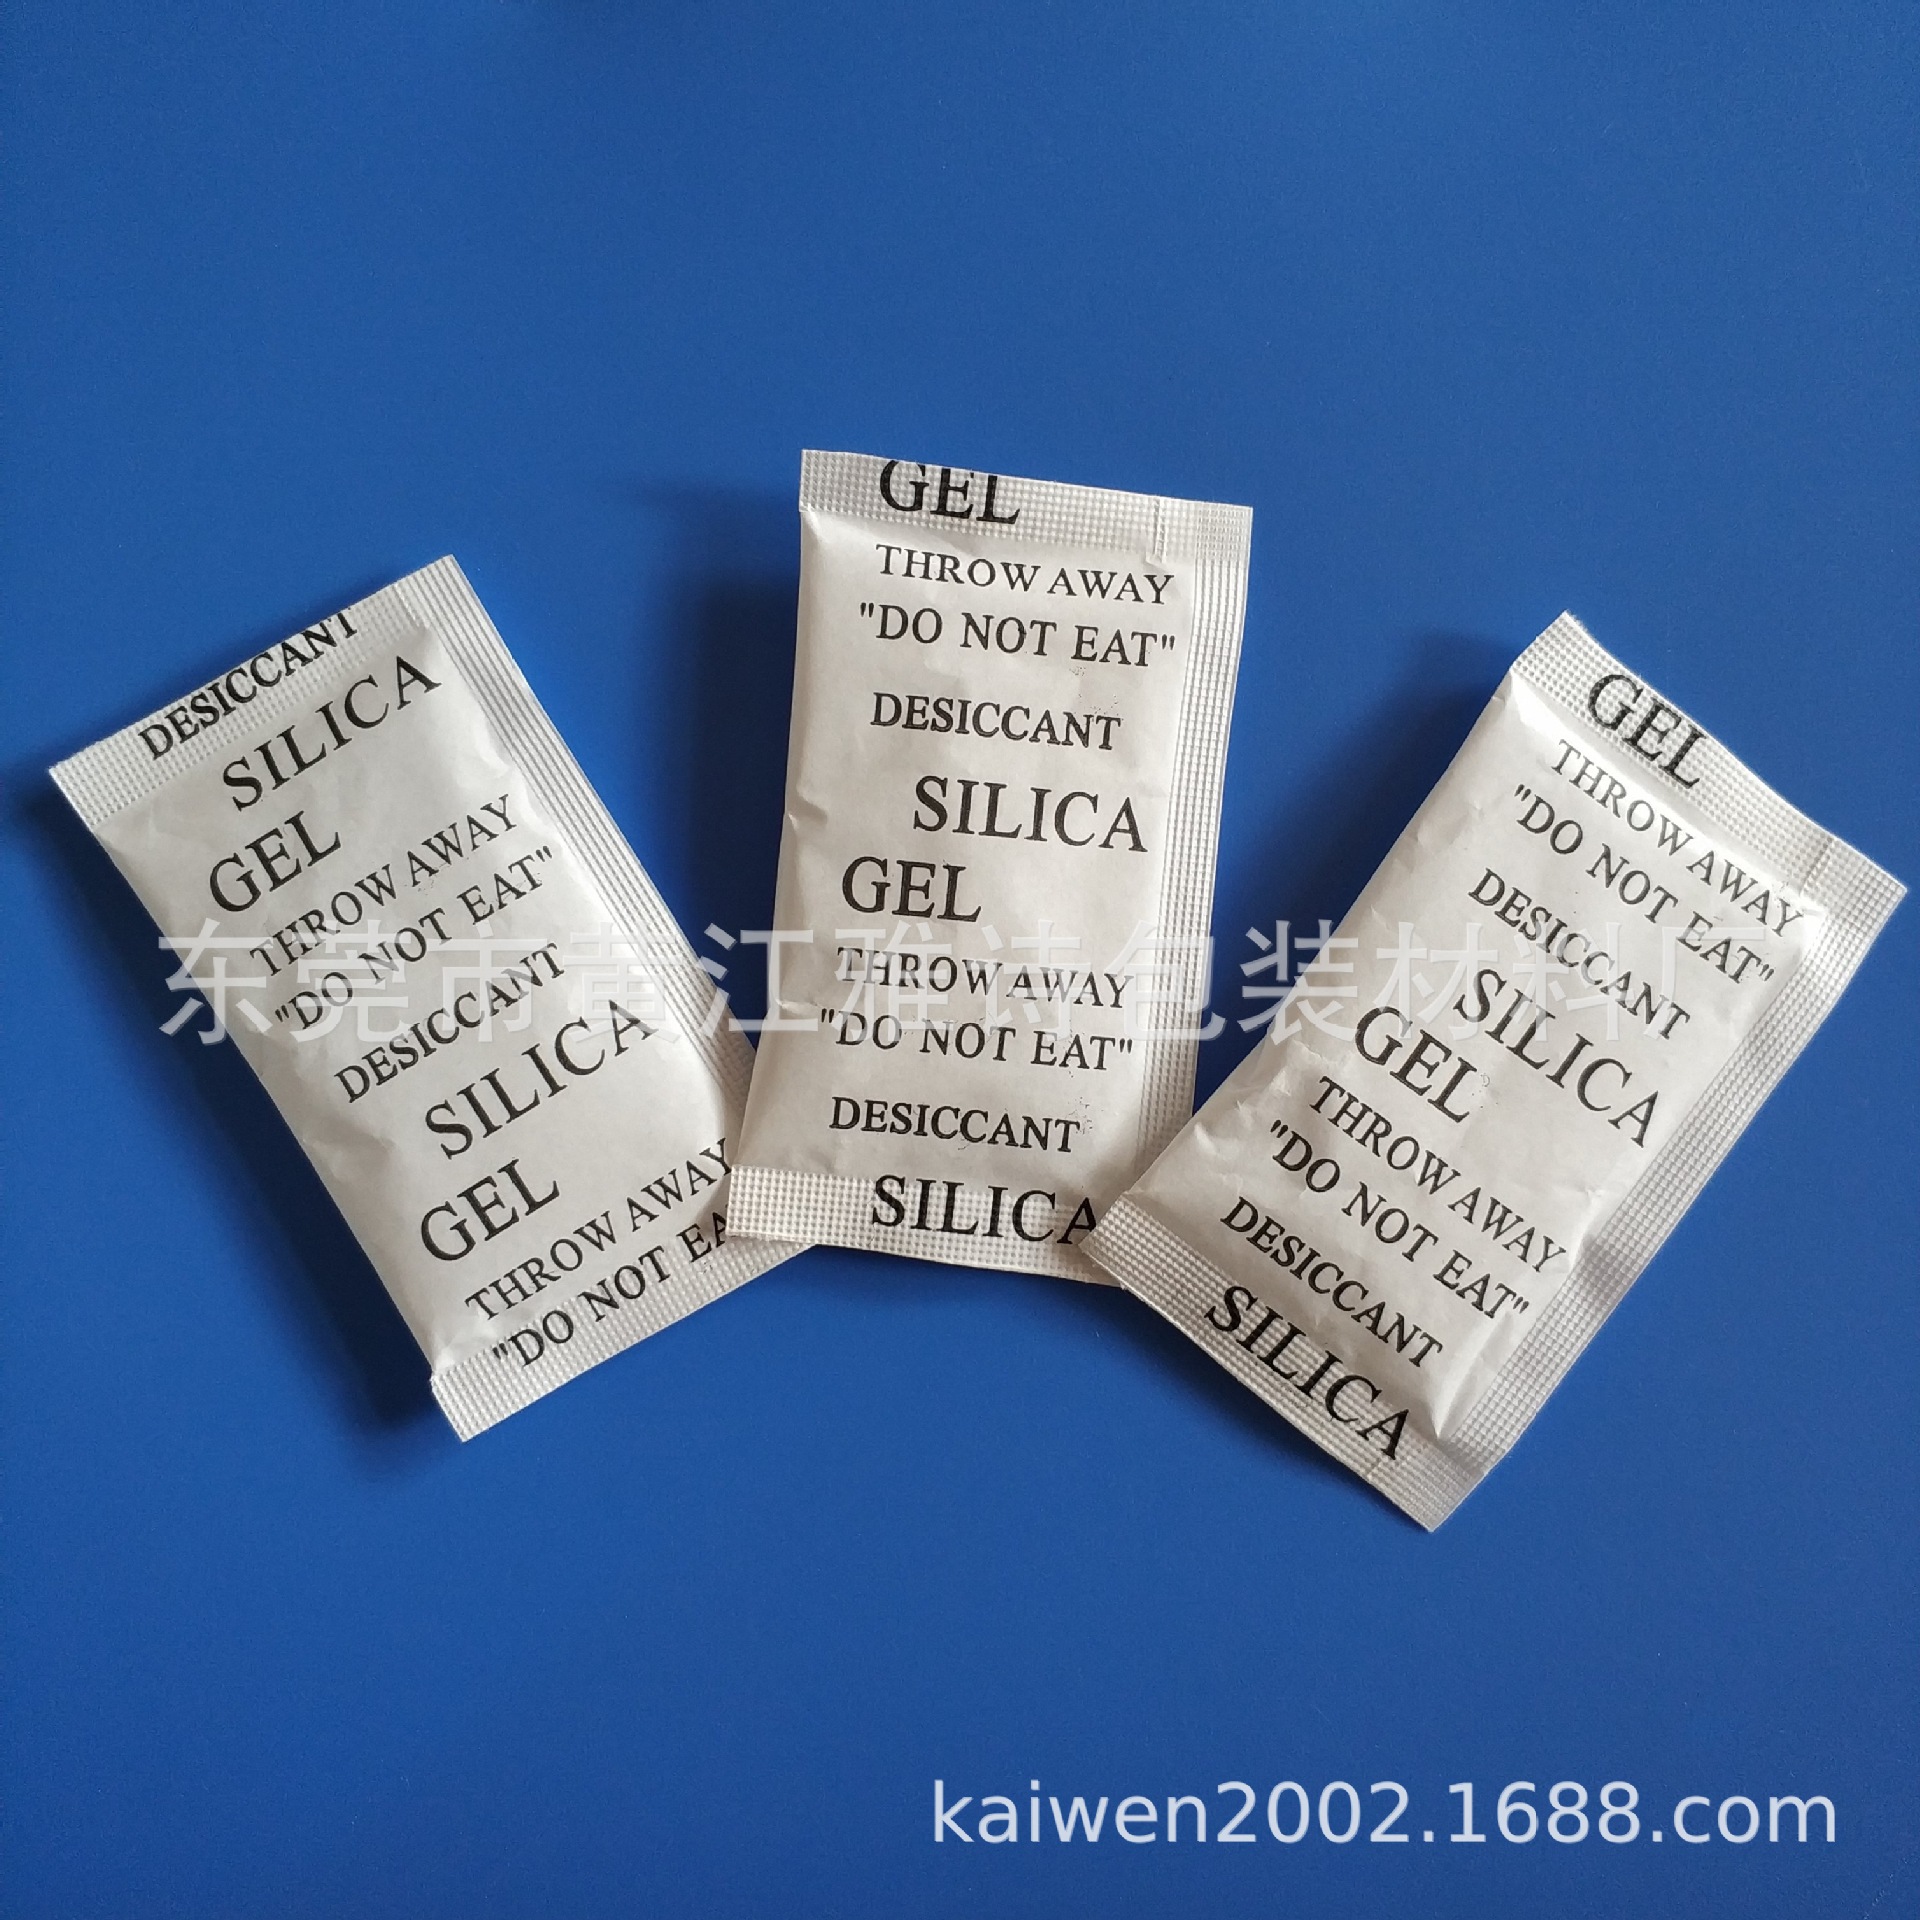 DESICCANT
SILICA
GEL
THROW AWAY
"DO NOT EAT"
DESICCANT
SILICA
GEL
THROW AWAY
"DO NOT EA
GEL
THROW AWAY
"DO NOT EAT"
DESICCANT
SILICA
GEL
THROW AWAY
"DO NOT EAT"
DESICCANT
SILICA
GEL
THROW AWAY
"DO NOT EAT"
DESICCANT
SILICA
GEL
THROW AWAY
"DO NOT EAT"
DESICCANT
SILICA
东莞市黄江雅诗包装材料厂
kaiwen2002.1688.com